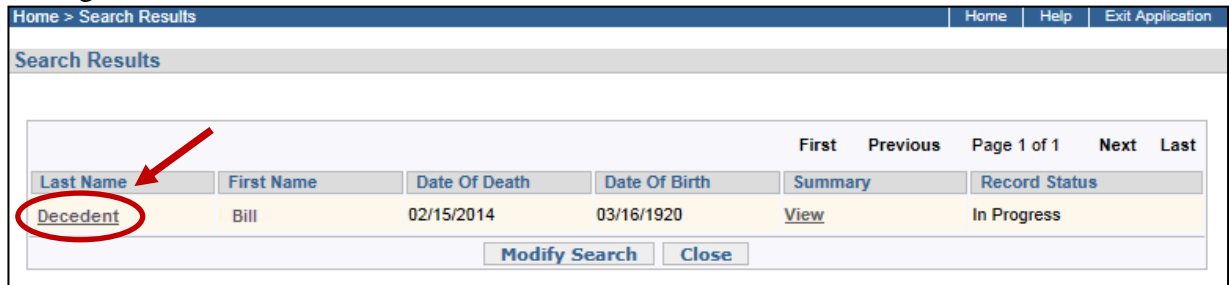 Home > Search Results Home Help Exit Application
Search Results
First Previous Page 1 of 1 Next Last
Last Name First Name Date Of Death Date Of Birth Summary Record Status
Decedent Bill 02/15/2014 03/16/1920 View In Progress
Modify Search Close